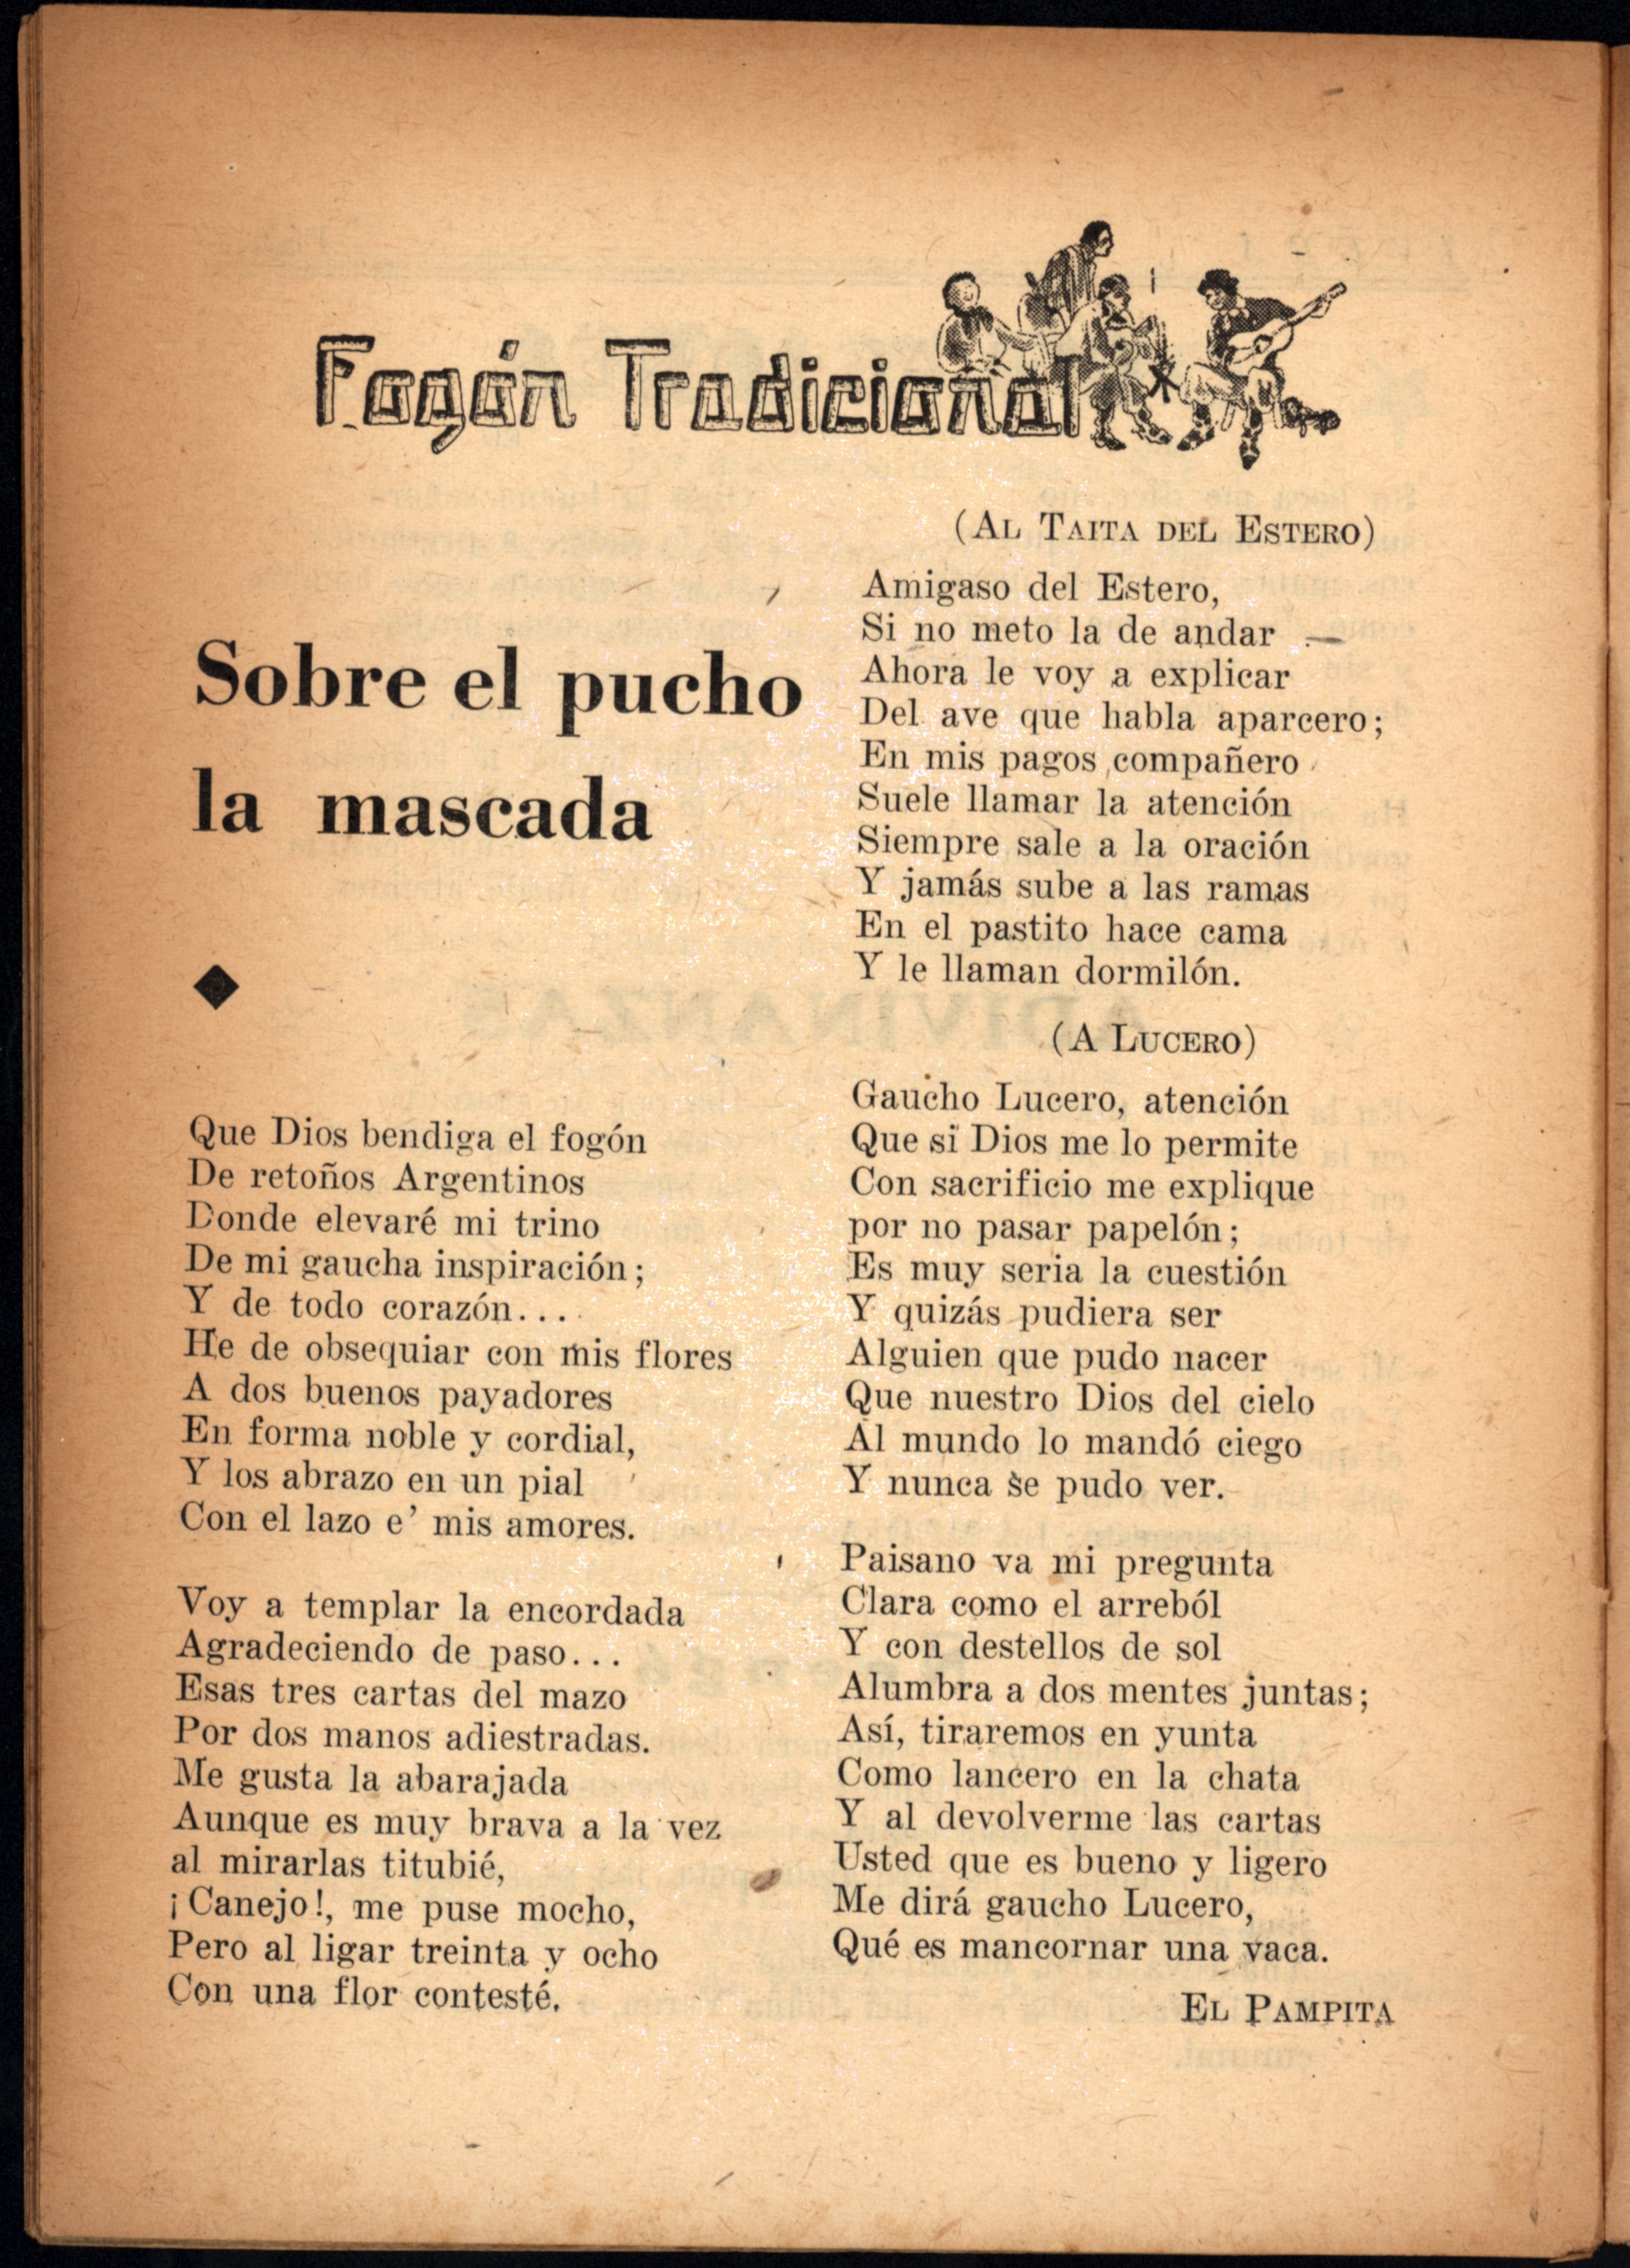 Fogón Tradicional
Sobre el pucho
la mascada
Que Dios bendiga el fogón
De retoños Argentinos
Donde elevaré mi trino
De mi gaucha inspiración;
Y de todo corazón...
He de obsequiar con mis flores
A dos buenos payadores
En forma noble y cordial,
Y los abrazo en un pial
Con el lazo e' mis amores.
Voy a templar la encordada
Agradeciendo de paso...
Esas tres cartas del mazo
Por dos manos adiestradas.
Me gusta la abarajada
Aunque es muy brava a la vez
al mirarlas titubié,
¡Canejo!, me puse mocho,
Pero al ligar treinta y ocho
Con una flor contesté.
(AL TAITA DEL ESTERO)
Amigaso del Estero,
Si no meto la de andar —
Ahora le voy a explicar
Del ave que habla aparcero;
En mis pagos compañero
Suele llamar la atención
Siempre sale a la oración
Y jamás sube a las ramas
En el pastito hace cama
Y le llaman dormilón.
(A LUCERO)
Gaucho Lucero, atención
Que si Dios me lo permite
Con sacrificio me explique
por no pasar papelón;
Es muy seria la cuestión
Y quizás pudiera ser
Alguien que pudo nacer
Que nuestro Dios del cielo
Al mundo lo mandó ciego
Y nunca se pudo ver.
Paisano va mi pregunta
Clara como el arreból
Y con destellos de sol
Alumbra a dos mentes juntas;
Así, tiraremos en yunta
Como lancero en la chata
Y al devolverme las cartas
Usted que es bueno y ligero
Me dirá gaucho Lucero,
Qué es mancornar una vaca.
EL PAMPITA